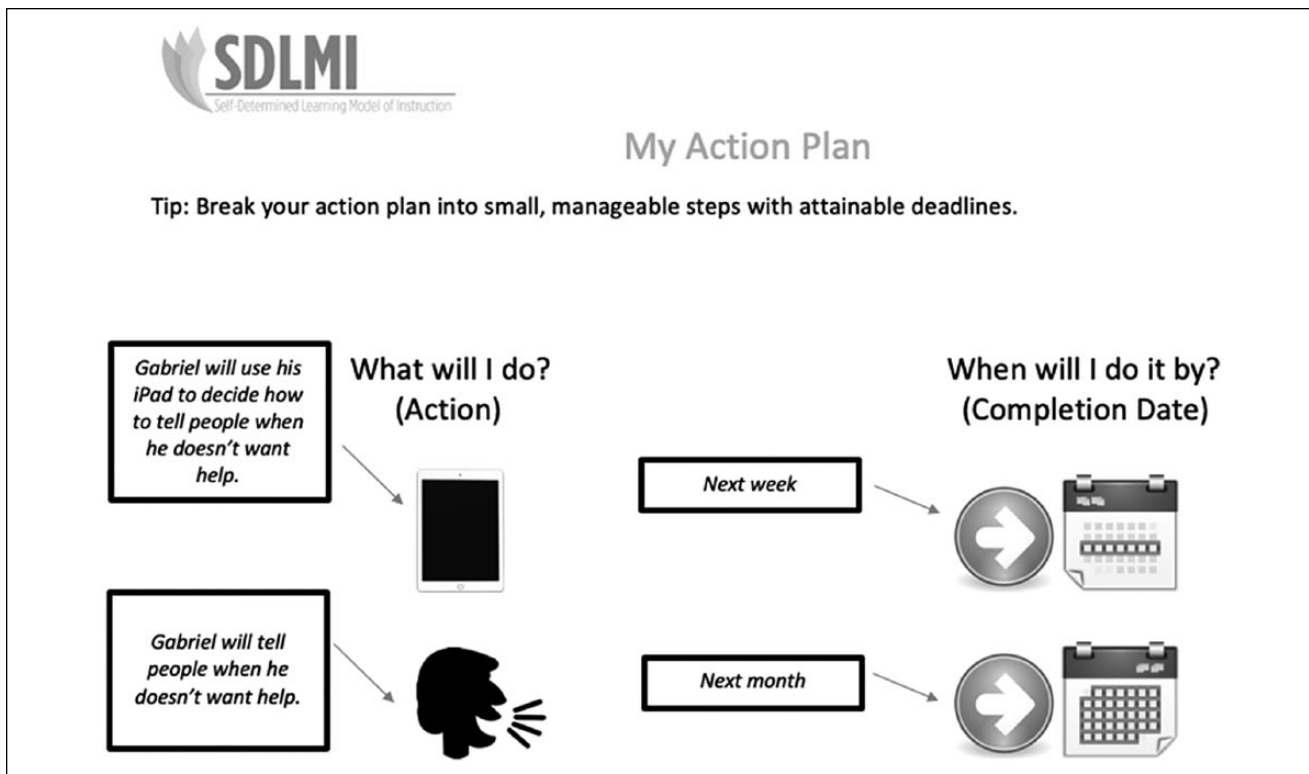 SDLMI
Self-Determined Learning Model of Instruction
My Action Plan
Tip: Break your action plan into small, manageable steps with attainable deadlines.
Gabriel will use his
iPad to decide how
to tell people when
he doesn't want
help.
What will I do?
(Action)
When will I do it by?
(Completion Date)
Next week
Gabriel will tell
people when he
doesn't want help.
Next month